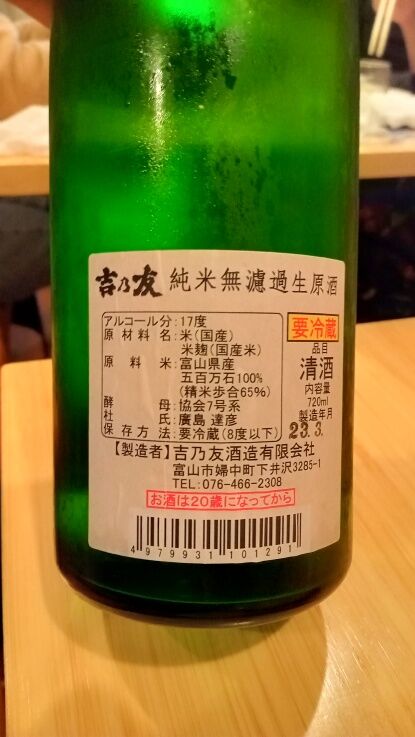 吉乃友 純米無濾過生原酒
アルコール分:17度
原材料名:米(国産)
米麹(国産米)
原料米:富山県産
五百万石100%
(精米歩合65%)
酵母:協会7号系
杜氏:廣島 達彦
保存方法:要冷蔵(8度以下)
要冷蔵
品目
清酒
内容量
720ml
製造年月
23.3.
【製造者】吉乃友酒造有限会社
富山市婦中町下井沢3285-1
TEL:076-466-2308
お酒は20歳になってから
4979931101291